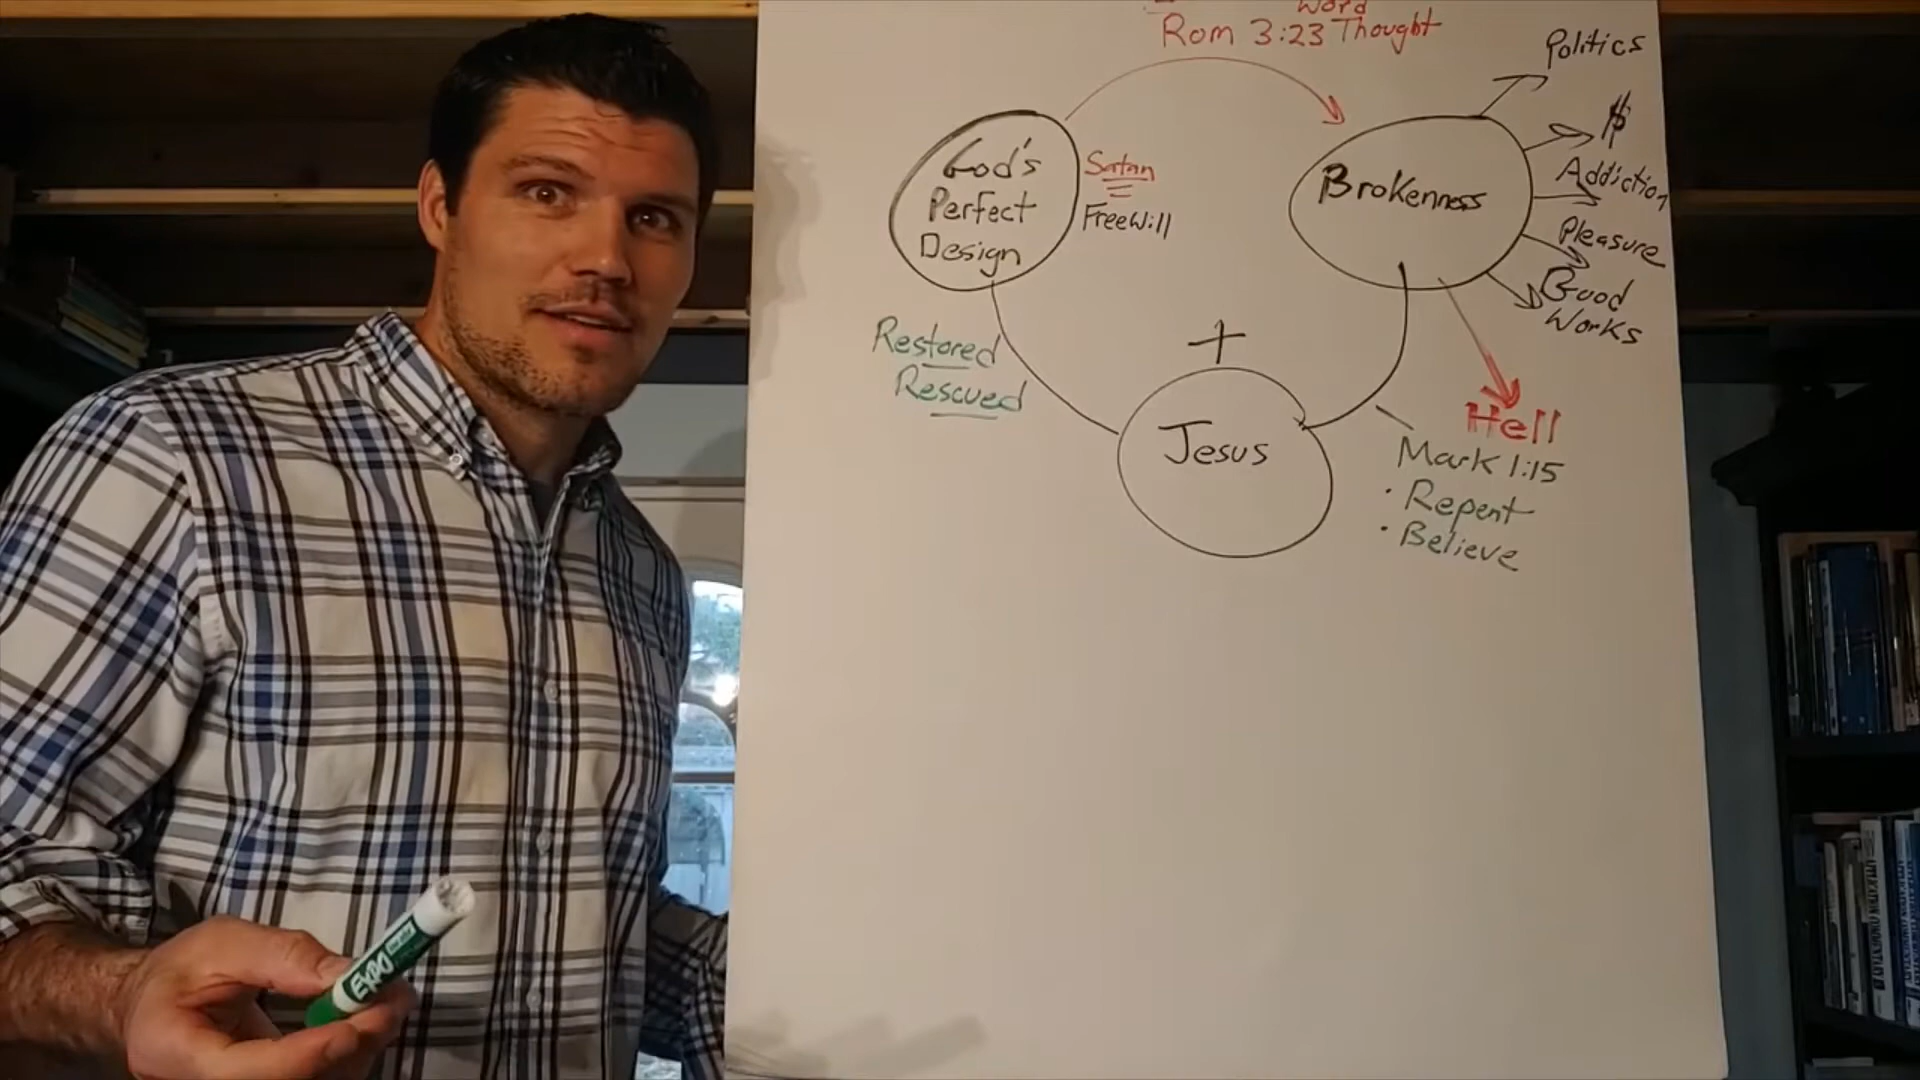 word
Rom 3:23 Thought
Politics
$
Addiction
Pleasure
Good
Works
God's
Perfect
Design
Satan
FreeWill
Brokenness
Restored
Rescued
Jesus
Hell
Mark 1:15
• Repent
• Believe
EXPO